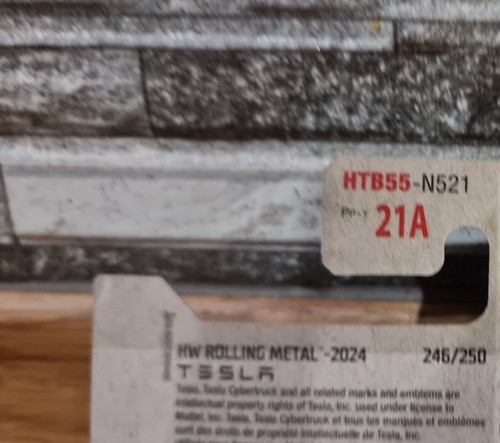 HTB55-N521
PP-Y 21A
HW ROLLING METAL™-2024 246/250
TESLA
Tesla, Tesla Cybertruck and all related marks and emblems are
intellectual property rights of Tesla, Inc. used under license to
Mattel, Inc. Tesla, Tesla Cybertruck et tous les marques et emblèmes
sont des droits de propriété intellectuelle de Tesla, Inc.